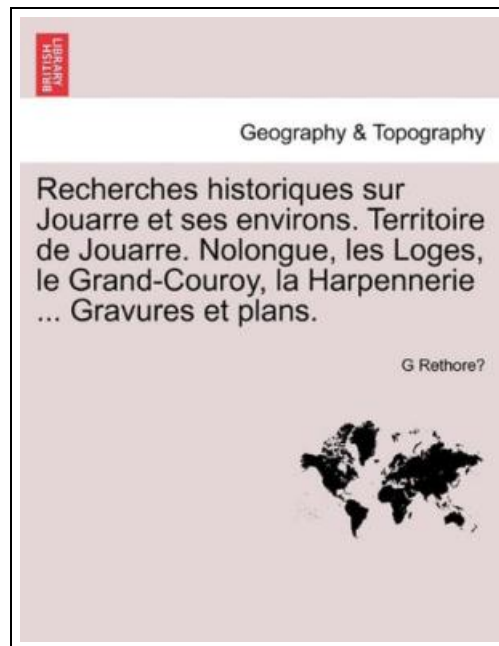 BRITISH
LIBRARY
Geography & Topography
Recherches historiques sur
Jouarre et ses environs. Territoire
de Jouarre. Nolongue, les Loges,
le Grand-Couroy, la Harpennerie
... Gravures et plans.
G Rethore?